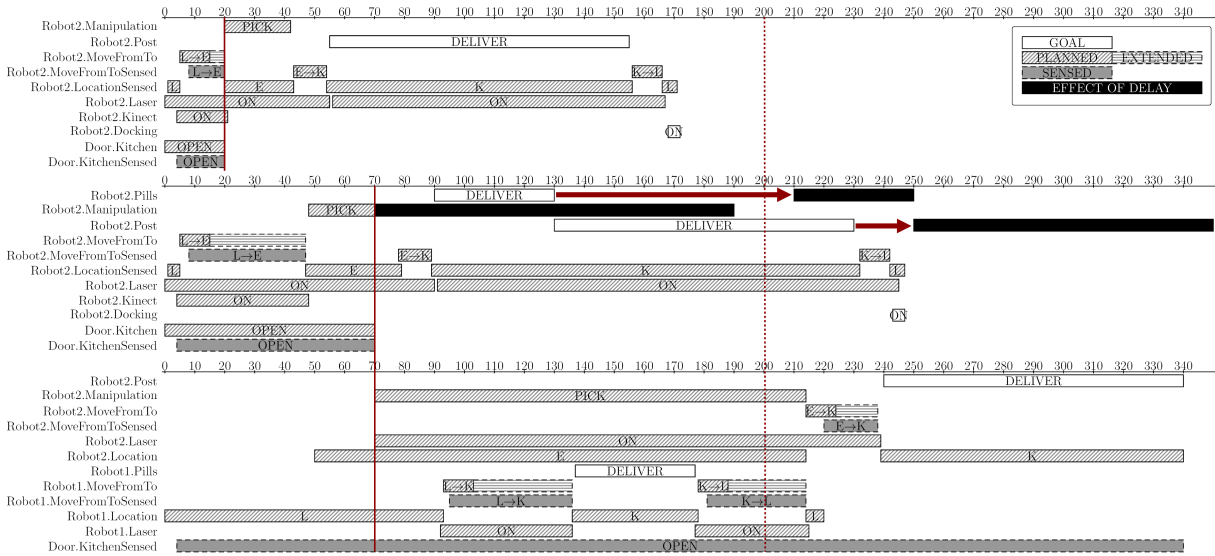 0 10 20 30 40 50 60 70 80 90 100 110 120 130 140 150 160 170 180 190 200 210 220 230 240 250 260 270 280 290 300 310 320 330 340
Robot2.Manipulation PICK
Robot2.Post DELIVER
Robot2.MoveFromTo L→E
Robot2.MoveFromToSensed L→E E→K K→L
Robot2.LocationSensed L E K L
Robot2.Laser ON ON
Robot2.Kinect ON
Robot2.Docking ON
Door.Kitchen OPEN
Door.KitchenSensed OPEN
GOAL
PLANNED EXTENDED
SENSED
EFFECT OF DELAY
0 10 20 30 40 50 60 70 80 90 100 110 120 130 140 150 160 170 180 190 200 210 220 230 240 250 260 270 280 290 300 310 320 330 340
Robot2.Pills DELIVER
Robot2.Manipulation PICK
Robot2.Post DELIVER
Robot2.MoveFromTo L→E
Robot2.MoveFromToSensed L→E E→K K→L
Robot2.LocationSensed L E K L
Robot2.Laser ON ON
Robot2.Kinect ON
Robot2.Docking ON
Door.Kitchen OPEN
Door.KitchenSensed OPEN
0 10 20 30 40 50 60 70 80 90 100 110 120 130 140 150 160 170 180 190 200 210 220 230 240 250 260 270 280 290 300 310 320 330 340
Robot2.Post DELIVER
Robot2.Manipulation PICK
Robot2.MoveFromTo E→K
Robot2.MoveFromToSensed E→K
Robot2.Laser ON
Robot2.Location E K
Robot1.Pills DELIVER
Robot1.MoveFromTo L→K K→L
Robot1.MoveFromToSensed L→K K→L
Robot1.Location L K L
Robot1.Laser ON ON
Door.KitchenSensed OPEN